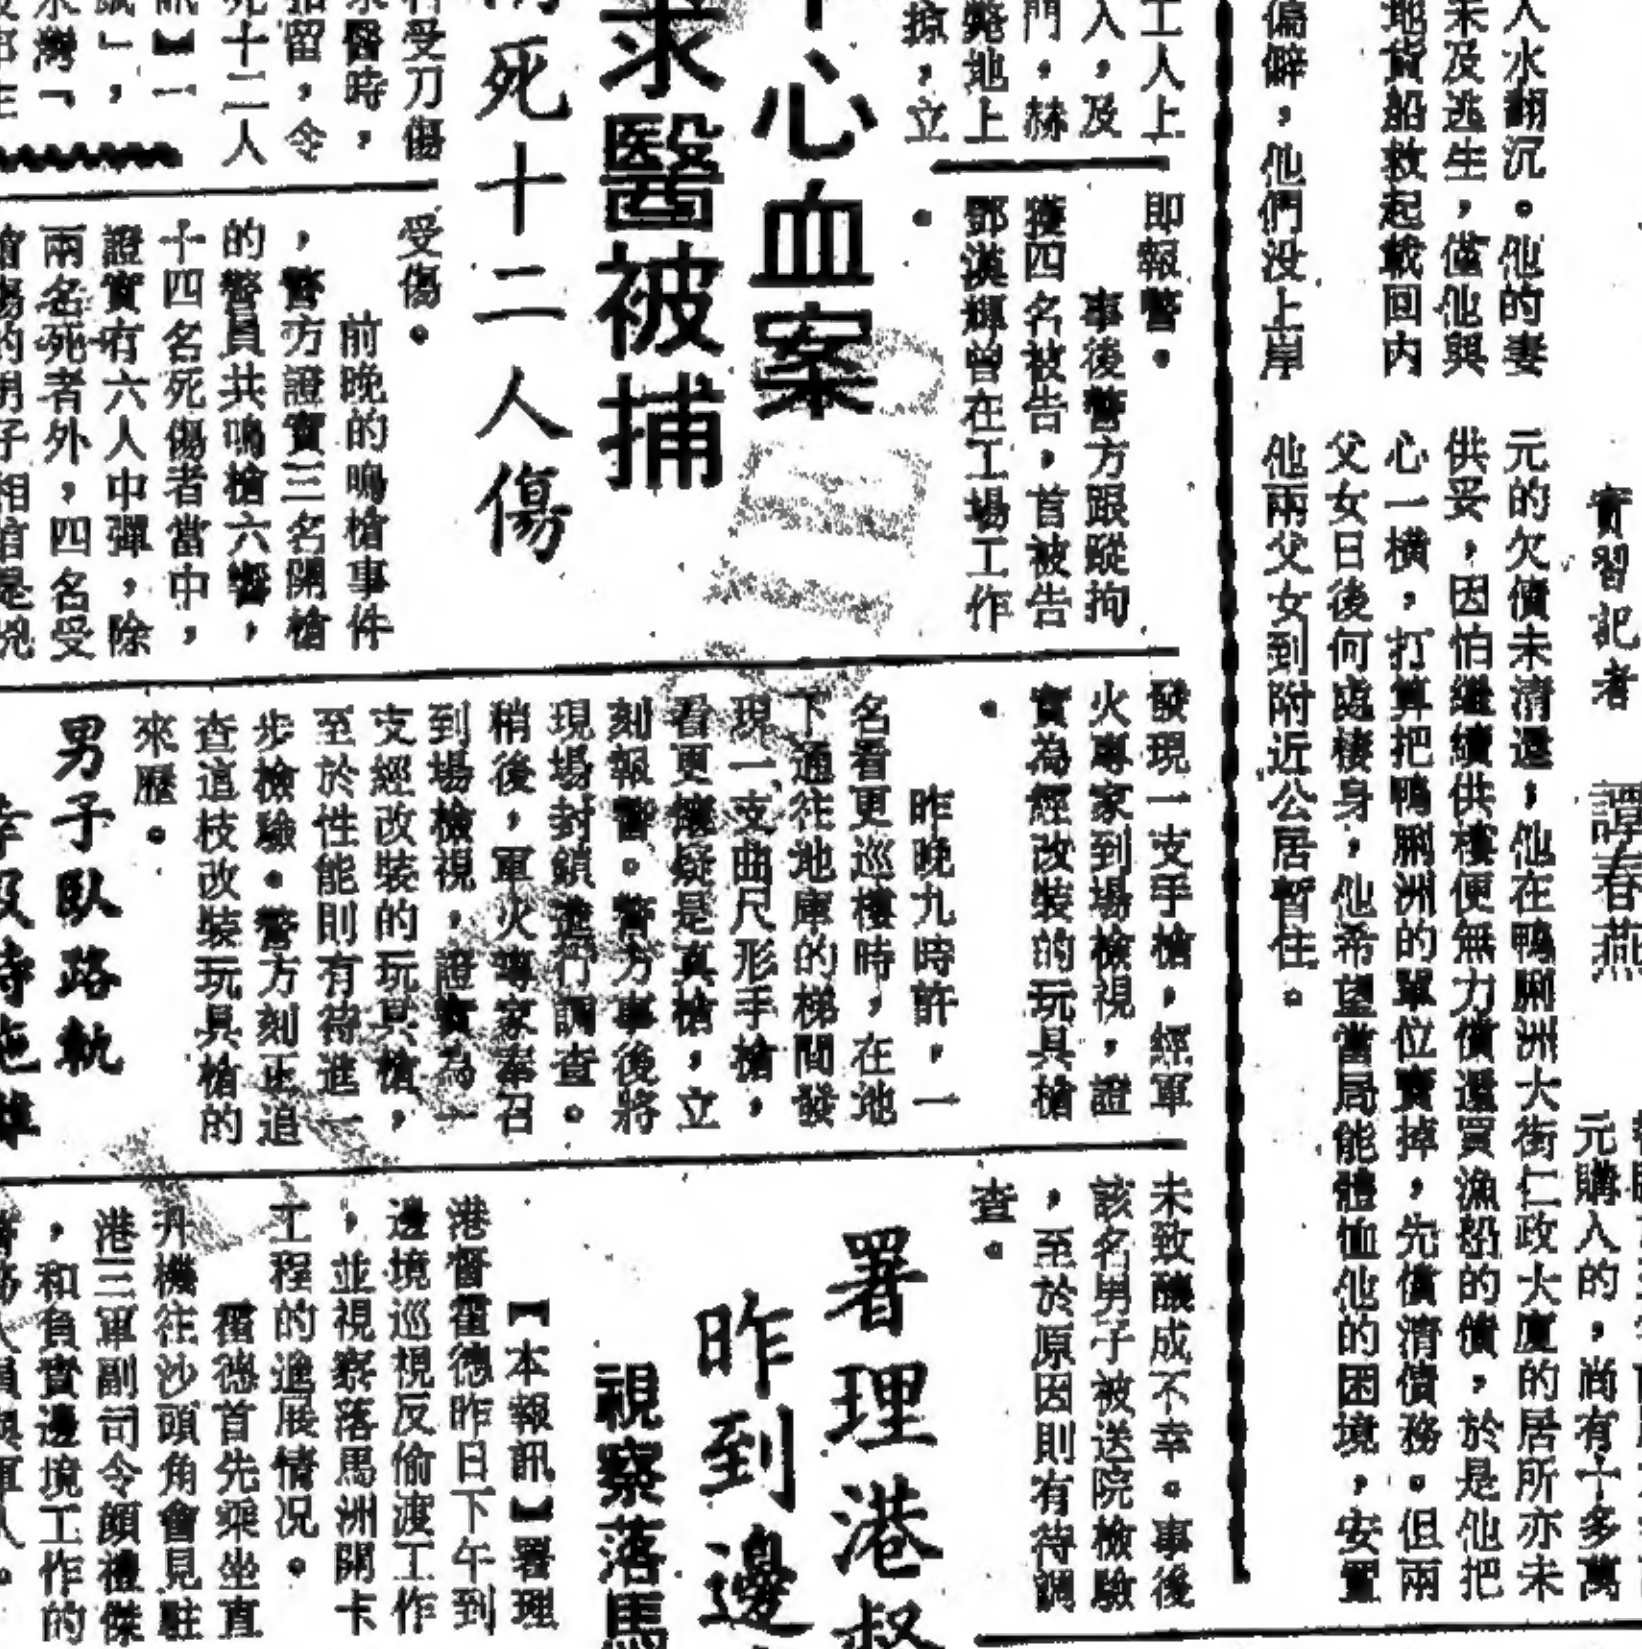 人水翻沉。他的妻
未及逃生，僅他與
地貨船救起載回内
偏僻，他們没上岸
實習記者 譚春燕
元購入的，尚有十多萬
元的欠債未清還，他在鴨脷洲大街仁政大廈的居所亦未
供妥，因怕繼續供樓便無力償還買漁船的債，於是他把
心一橫，打算把鴨脷洲的單位賣掉，先償清債務。但兩
父女日後何處棲身，他希望當局能體恤他的困境，安置
他兩父女到附近公居暫住。
工人上
入，及
門，赫
斃地上
掠，立
即報警。
事後警方跟蹤拘
獲四名被告，首被告
鄧漢輝曾在工場工作
。
中心血案
求醫被捕
死十二人傷
受刀傷
醫時，
留，令
死十二人
訊】一
受傷。
前晚的鳴槍事件
，警方證實三名開槍
的警員共鳴槍六響，
十四名死傷者當中，
證實有六人中彈，除
兩名死者外，四名受
槍傷的男子相信是兇
發現一支手槍，經軍
火專家到場檢視，證
實為經改裝的玩具槍
。
昨晚九時許，一
名看更巡樓時，在地
下通往地庫的梯間發
現一支曲尺形手槍，
看更懷疑是真槍，立
刻報警。警方事後將
現場封鎖進行調查。
稍後，軍火專家奉召
到場檢視，證實為一
支經改裝的玩具槍，
至於性能則有待進一
步檢驗。警方刻正追
查這枝改裝玩具槍的
來歷。
男子臥路軌
未致釀成不幸。事後
該名男子被送院檢驗
，至於原因則有待調
查。
署理港督
昨到邊
視察落馬
【本報訊】署理
港督霍德昨日下午到
邊境巡視反偷渡工作
，並視察落馬洲關卡
工程的進展情況。
霍德首先乘坐直
升機往沙頭角會見駐
港三軍副司令顏禮傑
，和負責邊境工作的